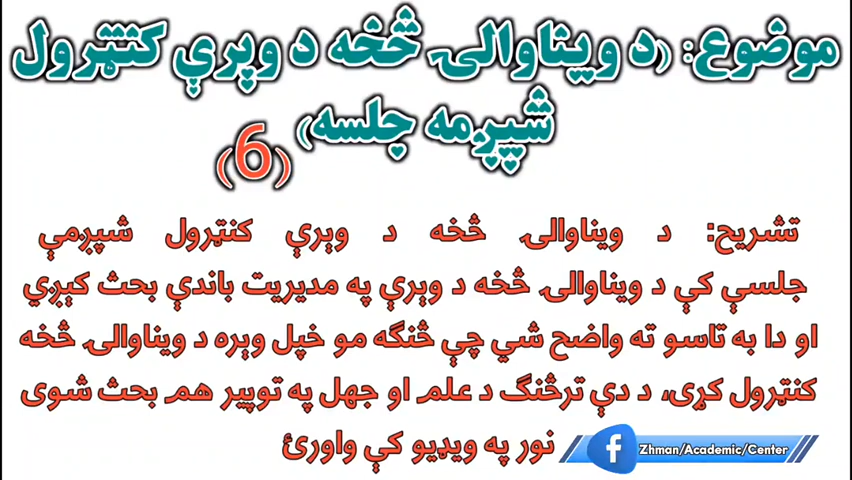 موضوع: (د ویناوالۍ څخه د وېرې کنټرول
شپږمه جلسه)
(6)
تشریح: د ویناوالۍ څخه د وېرې کنټرول شپږمې
جلسې کې د ویناوالۍ څخه د وېرې په مدیریت باندې بحث کېږي
او دا به تاسو ته واضح شي چې څنګه مو خپل وېره د ویناوالۍ څخه
کنټرول کړی، د دې ترڅنګ د علم او جهل په توپیر هم بحث شوی
نور په ویډیو کې واورئ
Zhman/Academic/Center